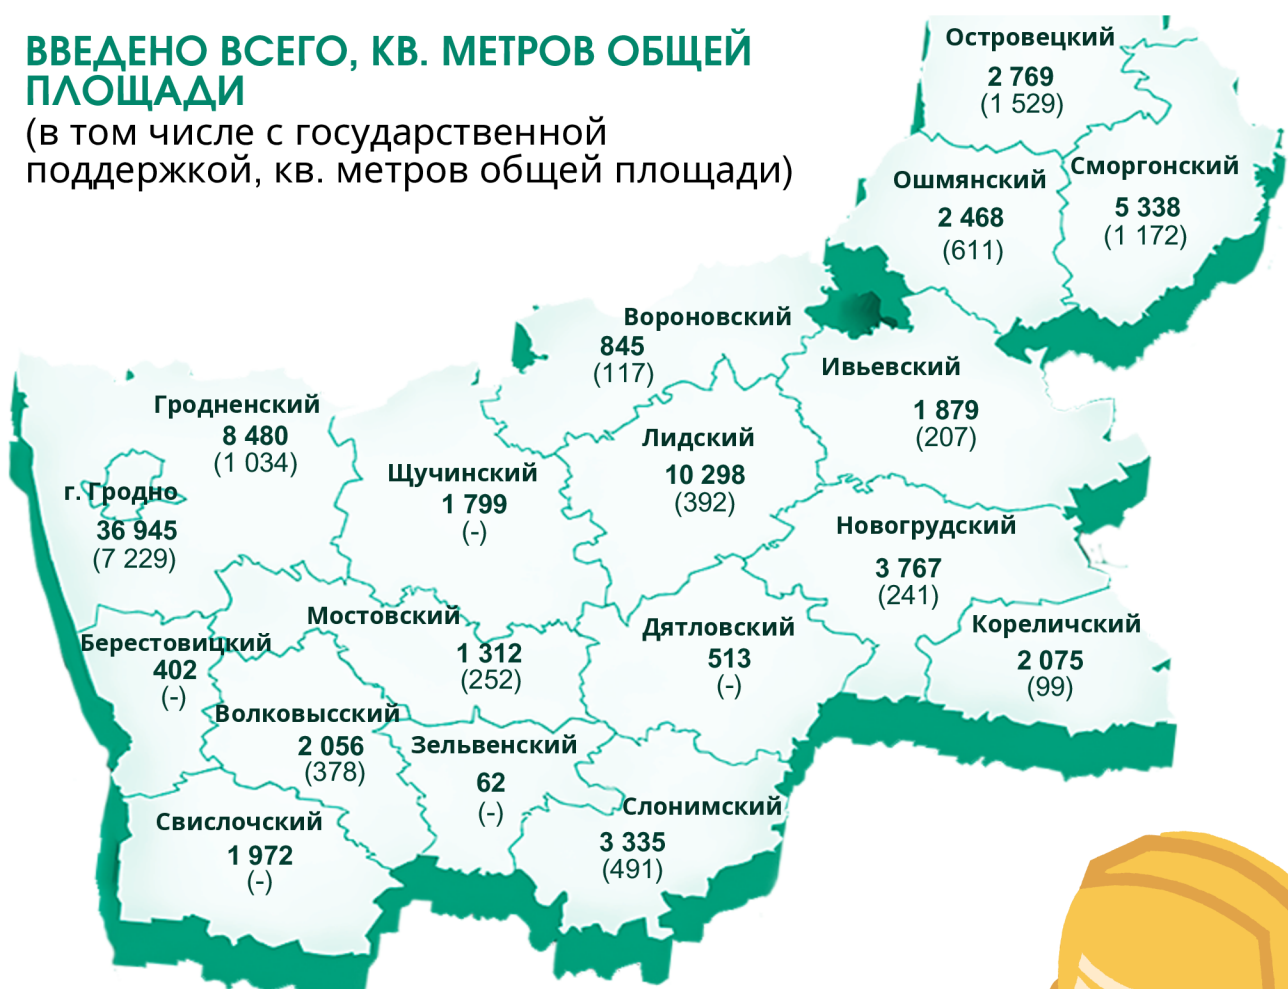 ВВЕДЕНО ВСЕГО, КВ. МЕТРОВ ОБЩЕЙ
ПЛОЩАДИ
(в том числе с государственной
поддержкой, кв. метров общей площади)
Островецкий
2 769
(1 529)
Ошмянский
2 468
(611)
Сморгонский
5 338
(1 172)
Вороновский
845
(117)
Ивьевский
1 879
(207)
Гродненский
8 480
(1 034)
г. Гродно
36 945
(7 229)
Щучинский
1 799
(-)
Лидский
10 298
(392)
Новогрудский
3 767
(241)
Мостовский
1 312
(252)
Дятловский
513
(-)
Кореличский
2 075
(99)
Берестовицкий
402
(-)
Волковысский
2 056
(378)
Зельвенский
62
(-)
Слонимский
3 335
(491)
Свислочский
1 972
(-)